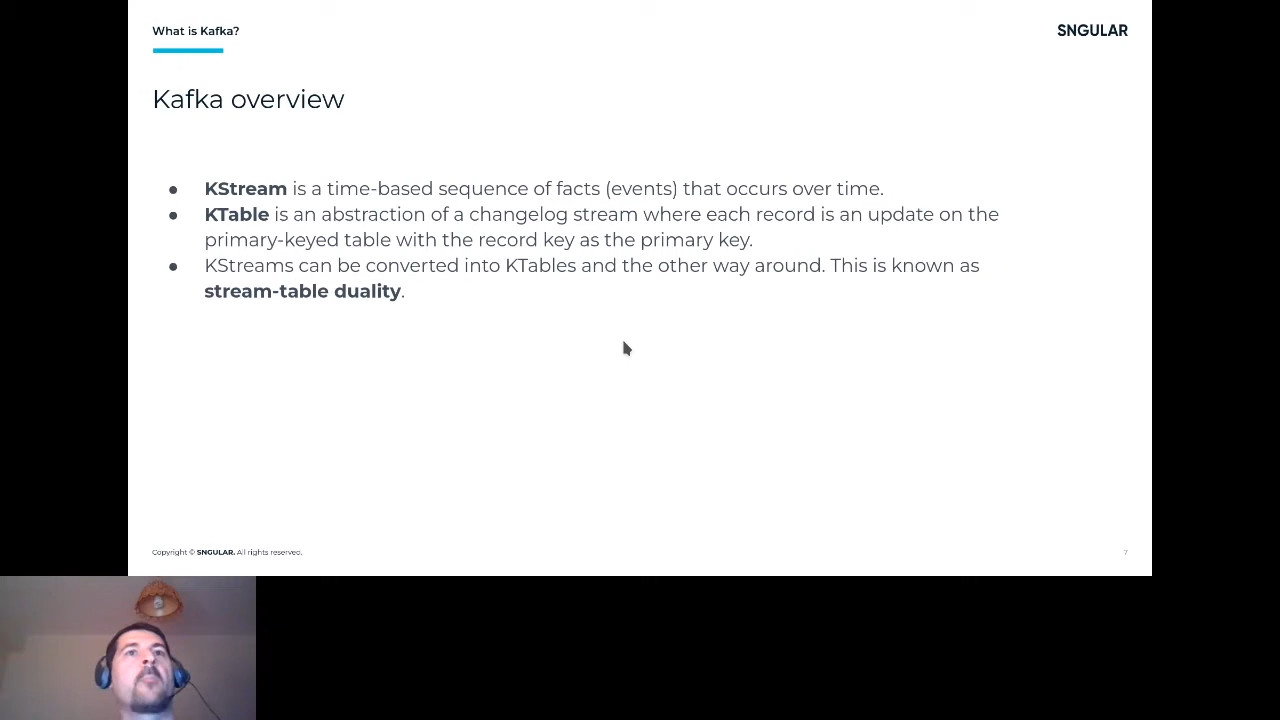 What is Kafka?
SNGULAR
Kafka overview
● KStream is a time-based sequence of facts (events) that occurs over time.
● KTable is an abstraction of a changelog stream where each record is an update on the
primary-keyed table with the record key as the primary key.
● KStreams can be converted into KTables and the other way around. This is known as
stream-table duality.
Copyright © SNGULAR. All rights reserved.
7